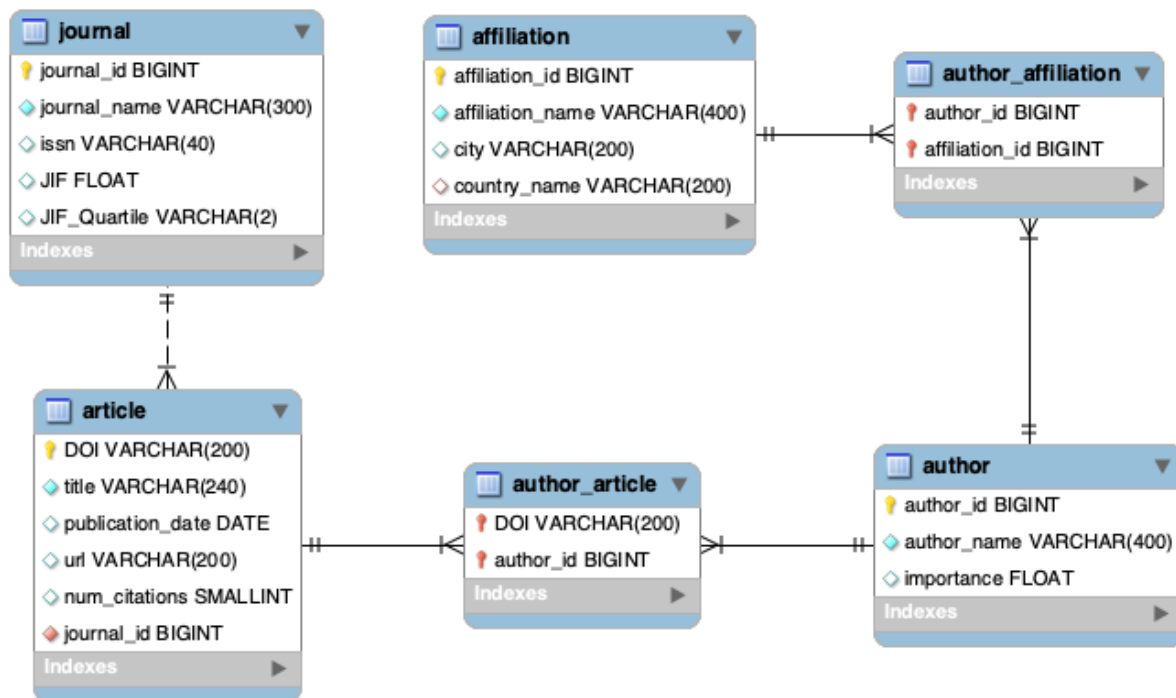 journal
journal_id BIGINT
journal_name VARCHAR(300)
issn VARCHAR(40)
JIF FLOAT
JIF_Quartile VARCHAR(2)
Indexes
affiliation
affiliation_id BIGINT
affiliation_name VARCHAR(400)
city VARCHAR(200)
country_name VARCHAR(200)
Indexes
author_affiliation
author_id BIGINT
affiliation_id BIGINT
Indexes
article
DOI VARCHAR(200)
title VARCHAR(240)
publication_date DATE
url VARCHAR(200)
num_citations SMALLINT
journal_id BIGINT
Indexes
author_article
DOI VARCHAR(200)
author_id BIGINT
Indexes
author
author_id BIGINT
author_name VARCHAR(400)
importance FLOAT
Indexes